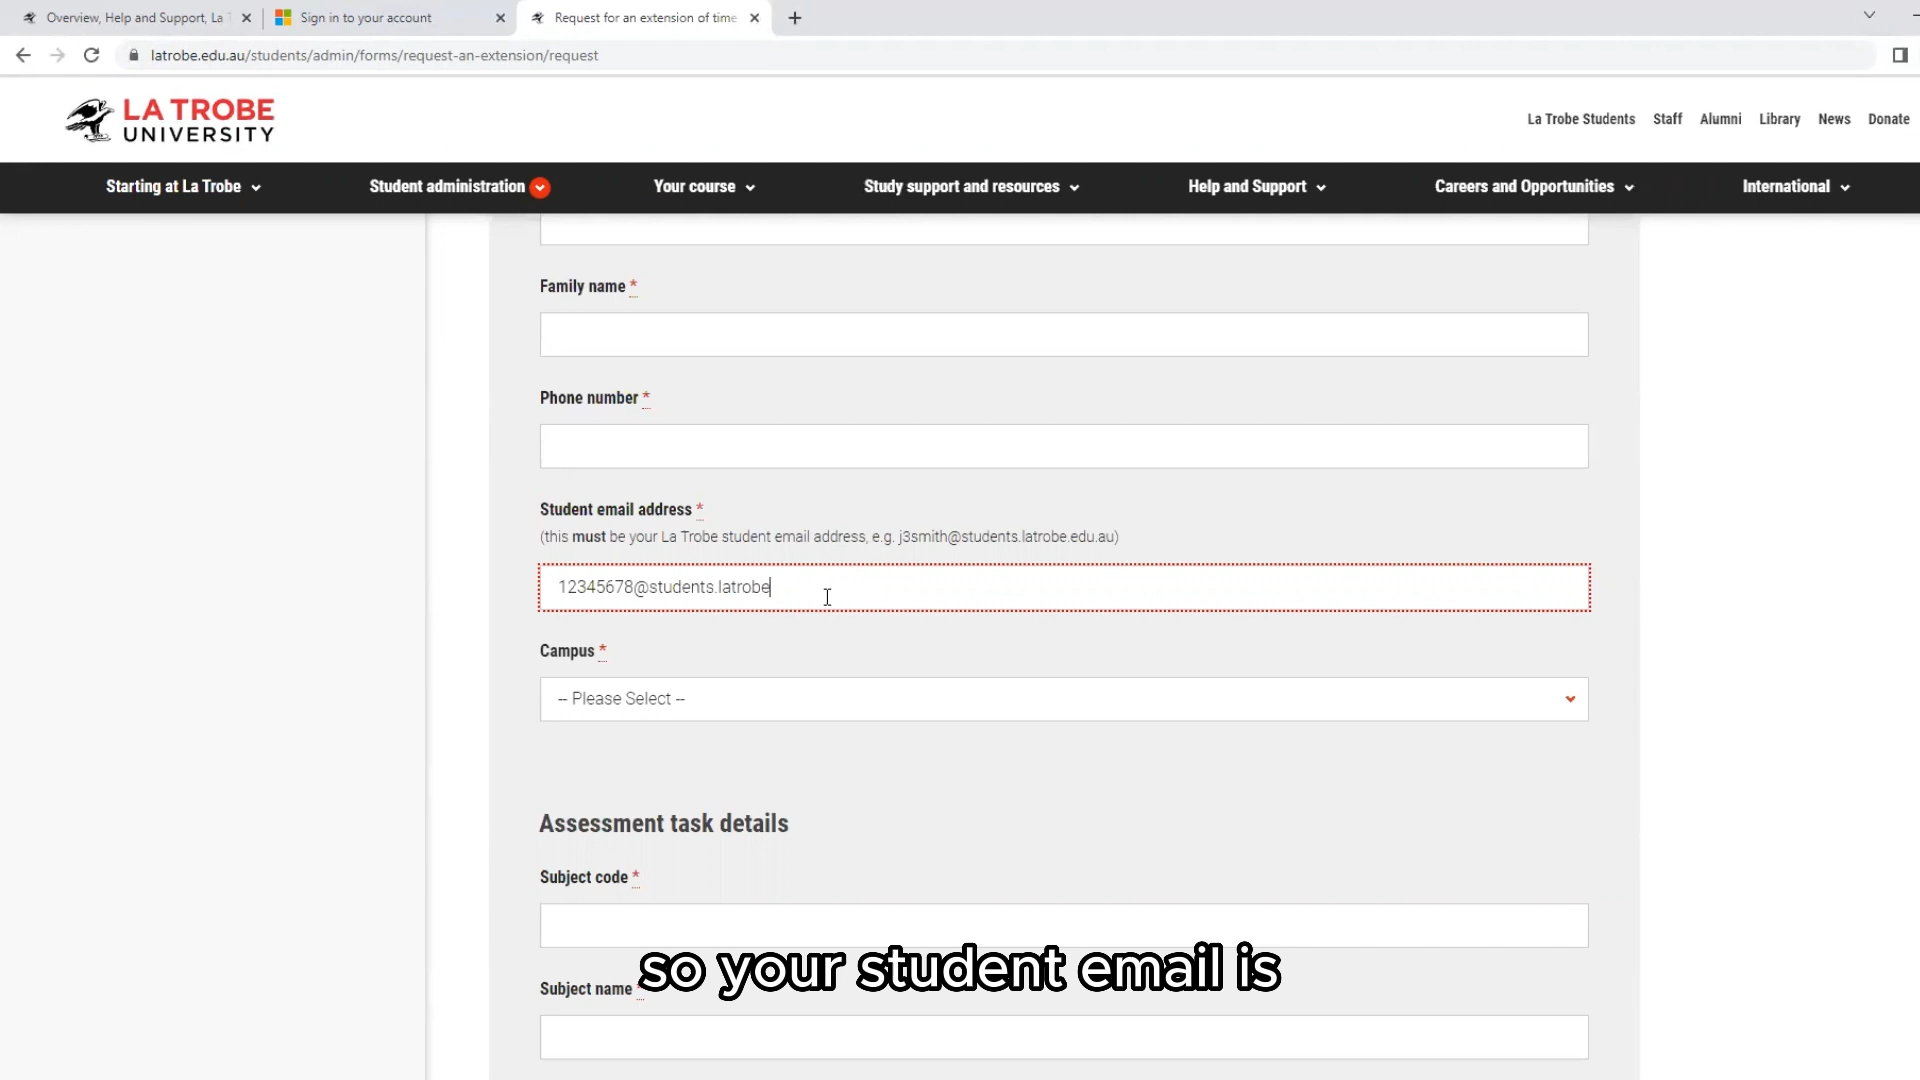 Overview, Help and Support, La T
Sign in to your account
Request for an extension of time
latrobe.edu.au/students/admin/forms/request-an-extension/request
LA TROBE
UNIVERSITY
La Trobe Students
Staff
Alumni
Library
News
Donate
Starting at La Trobe
Student administration
Your course
Study support and resources
Help and Support
Careers and Opportunities
International
Family name *
Phone number *
Student email address *
(this must be your La Trobe student email address, e.g. j3smith@students.latrobe.edu.au)
12345678@students.latrobe
Campus *
-- Please Select --
Assessment task details
Subject code *
so your student email is
Subject name *